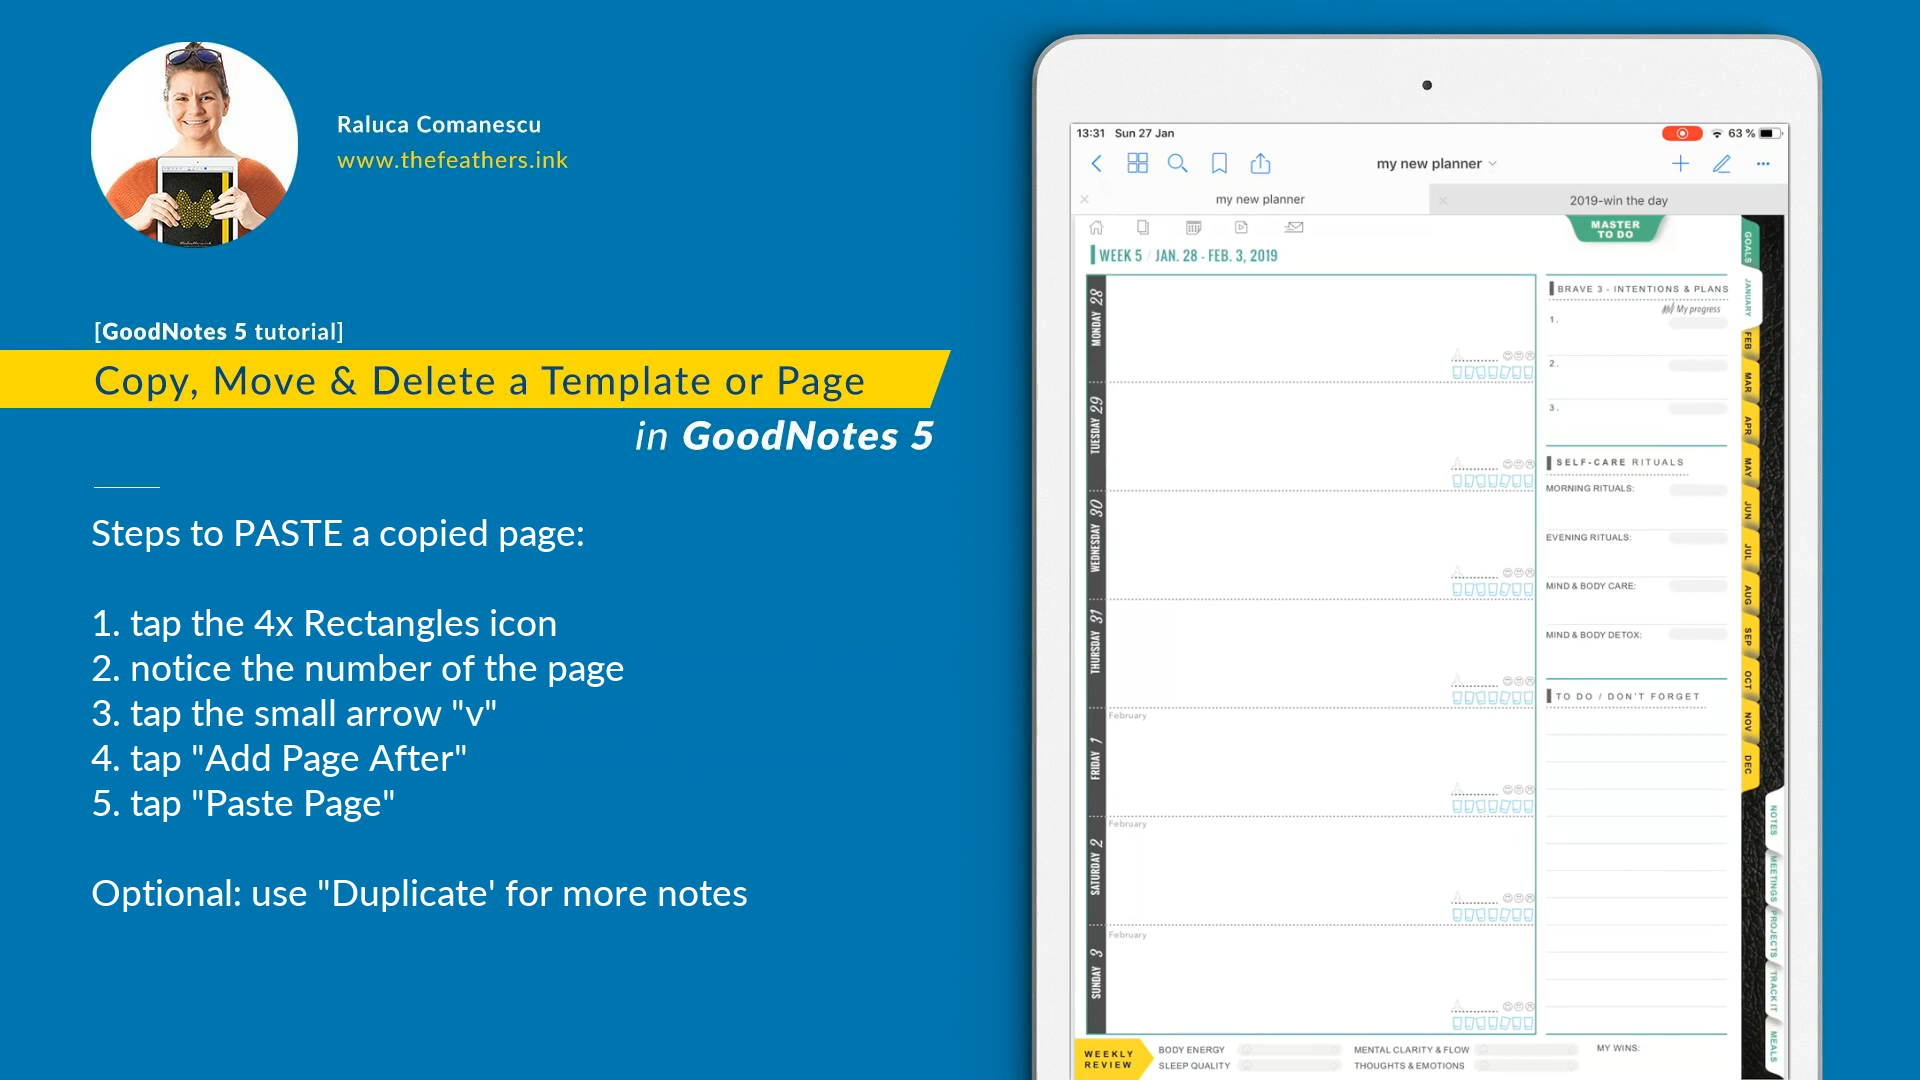 Raluca Comanescu
www.thefeathers.ink
[GoodNotes 5 tutorial]
Copy, Move & Delete a Template or Page
in GoodNotes 5
Steps to PASTE a copied page:
1. tap the 4x Rectangles icon
2. notice the number of the page
3. tap the small arrow "v"
4. tap "Add Page After"
5. tap "Paste Page"
Optional: use "Duplicate' for more notes
13:31 Sun 27 Jan
63 %
my new planner
my new planner
2019-win the day
MASTER
TO DO
WEEK 5 / JAN. 28 - FEB. 3, 2019
MONDAY 28
TUESDAY 29
WEDNESDAY 30
THURSDAY 31
February
FRIDAY 1
February
SATURDAY 2
February
SUNDAY 3
BRAVE 3 - INTENTIONS & PLANS
My progress
1.
2.
3.
SELF-CARE RITUALS
MORNING RITUALS:
EVENING RITUALS:
MIND & BODY CARE:
MIND & BODY DETOX:
TO DO / DON'T FORGET
GOALS
JANUARY
FEB
MAR
APR
MAY
JUN
JUL
AUG
SEP
OCT
NOV
DEC
NOTES
MEETINGS
PROJECTS
TRACK IT
MEALS
WEEKLY
REVIEW
BODY ENERGY
SLEEP QUALITY
MENTAL CLARITY & FLOW
THOUGHTS & EMOTIONS
MY WINS: